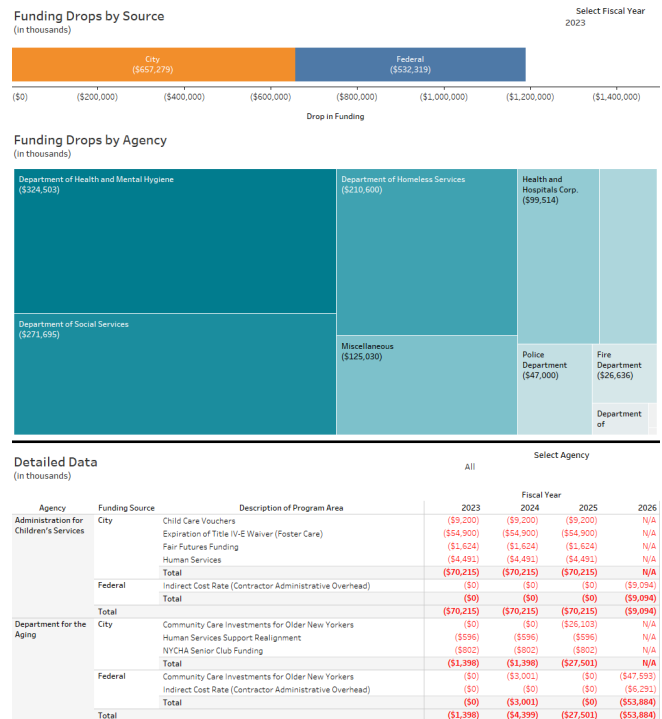 Funding Drops by Source
(in thousands)
Select Fiscal Year
2023
City
($657,279)
Federal
($532,319)
($0) ($200,000) ($400,000) ($600,000) ($800,000) ($1,000,000) ($1,200,000) ($1,400,000)
Drop in Funding
Funding Drops by Agency
(in thousands)
Department of Health and Mental Hygiene
($324,503)
Department of Social Services
($271,695)
Department of Homeless Services
($210,600)
Miscellaneous
($125,030)
Health and
Hospitals Corp.
($99,514)
Police
Department
($47,000)
Fire
Department
($26,636)
Department
of
Detailed Data
(in thousands)
Select Agency
All
Fiscal Year
Agency Funding Source Description of Program Area 2023 2024 2025 2026
Administration for City Child Care Vouchers ($9,200) ($9,200) ($9,200) N/A
Children's Services Expiration of Title IV-E Waiver (Foster Care) ($54,900) ($54,900) ($54,900) N/A
Fair Futures Funding ($1,624) ($1,624) ($1,624) N/A
Human Services ($4,491) ($4,491) ($4,491) N/A
Total ($70,215) ($70,215) ($70,215) N/A
Federal Indirect Cost Rate (Contractor Administrative Overhead) ($0) ($0) ($0) ($9,094)
Total ($0) ($0) ($0) ($9,094)
Total ($70,215) ($70,215) ($70,215) ($9,094)
Department for the City Community Care Investments for Older New Yorkers ($0) ($0) ($26,103) N/A
Aging Human Services Support Realignment ($596) ($596) ($596) N/A
NYCHA Senior Club Funding ($802) ($802) ($802) N/A
Total ($1,398) ($1,398) ($27,501) N/A
Federal Community Care Investments for Older New Yorkers ($0) ($3,001) ($0) ($47,593)
Indirect Cost Rate (Contractor Administrative Overhead) ($0) ($0) ($0) ($6,291)
Total ($0) ($3,001) ($0) ($53,884)
Total ($1,398) ($4,399) ($27,501) ($53,884)